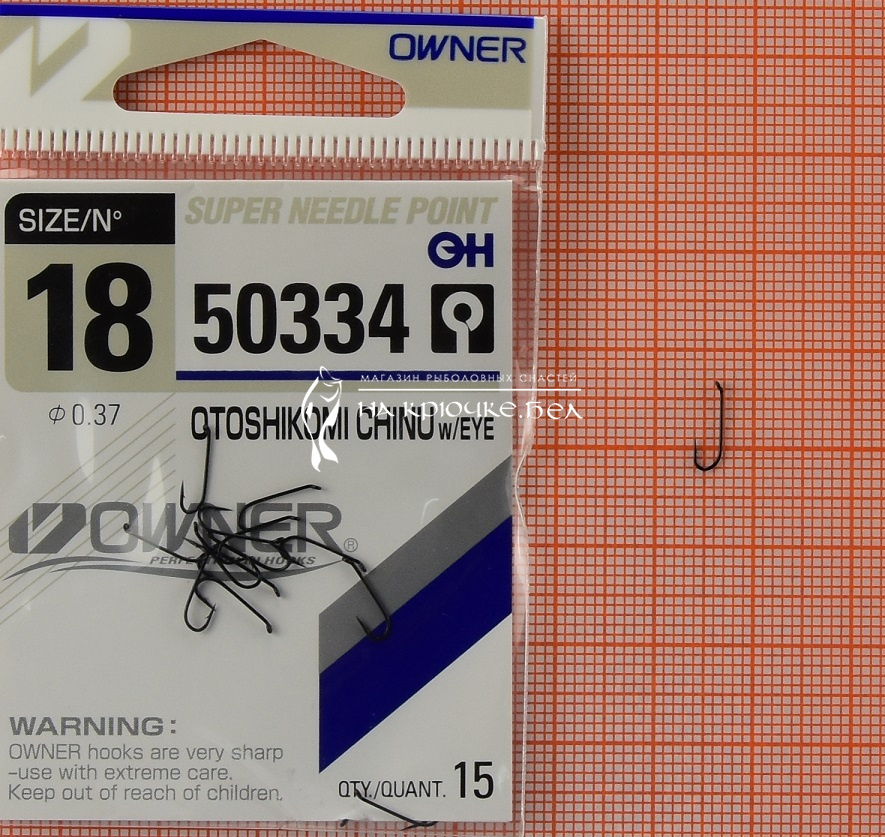 OWNER
SIZE/Nº
SUPER NEEDLE POINT
18
50334
МАГАЗИН РЫБОЛОВНЫХ СНАСТЕЙ
НА КРЮЧКЕ.БЕЛ
Φ 0.37
OTOSHIKOMI CHINU W/EYE
OWNER®
HOOKS
WARNING:
OWNER hooks are very sharp
-use with extreme care.
Keep out of reach of children.
QTY./QUANT. 15